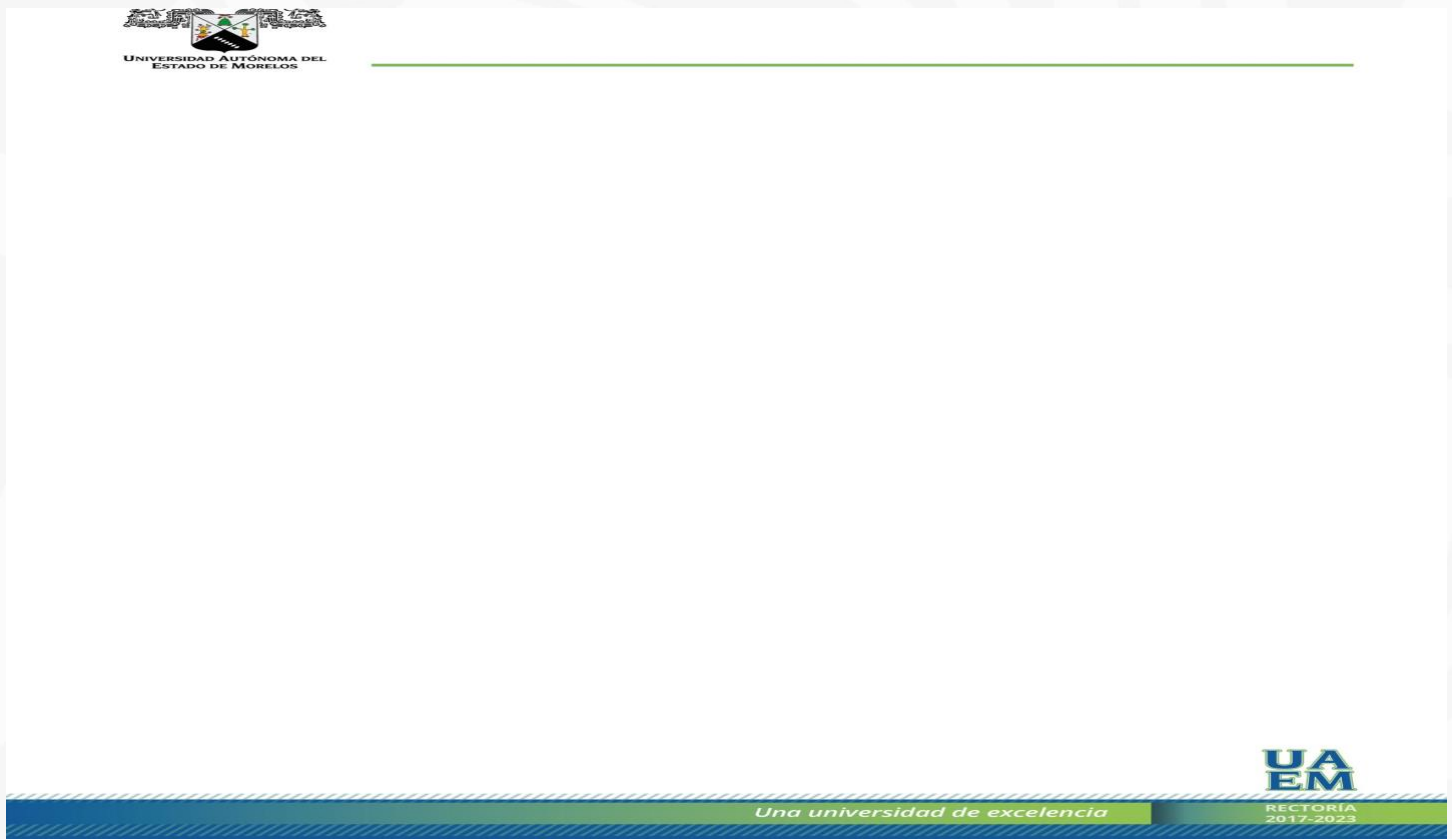 UNIVERSIDAD AUTÓNOMA DEL
ESTADO DE MORELOS
UA
EM
Una universidad de excelencia
RECTORÍA
2017-2023